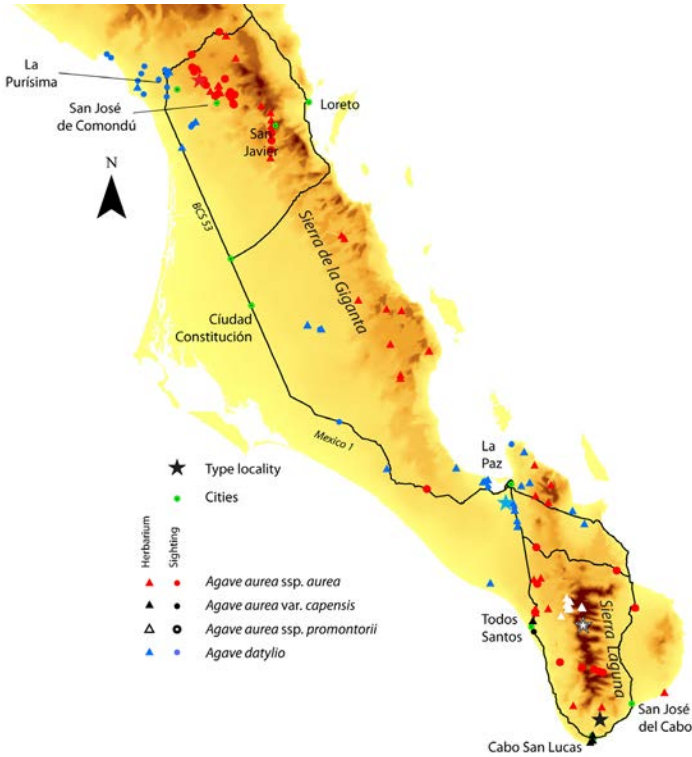 La
Purísima
San José
de Comondú
Loreto
San
Javier
N
BCS 53
Sierra de la Giganta
Cíudad
Constitución
Mexico 1
La
Paz
Type locality
Cities
Herbarium
Sighting
Agave aurea ssp. aurea
Agave aurea var. capensis
Agave aurea ssp. promontorii
Agave datylio
Todos
Santos
Sierra Laguna
San José
del Cabo
Cabo San Lucas